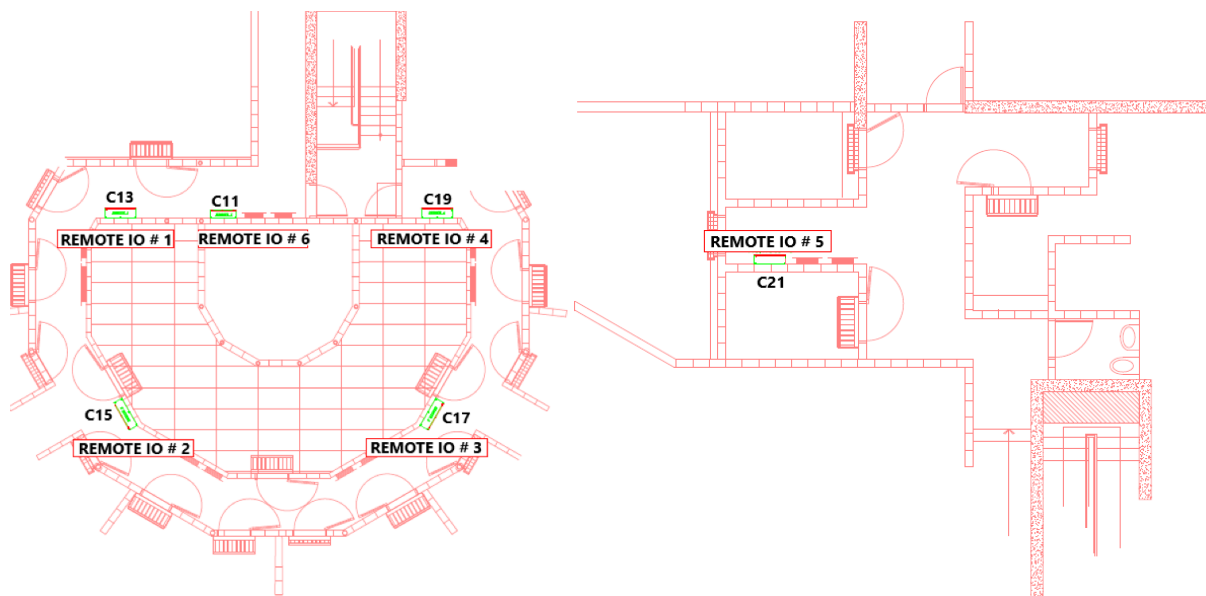 C13
C11
C19
REMOTE IO # 1
REMOTE IO # 6
REMOTE IO # 4
REMOTE IO # 5
C21
C15
C17
REMOTE IO # 2
REMOTE IO # 3